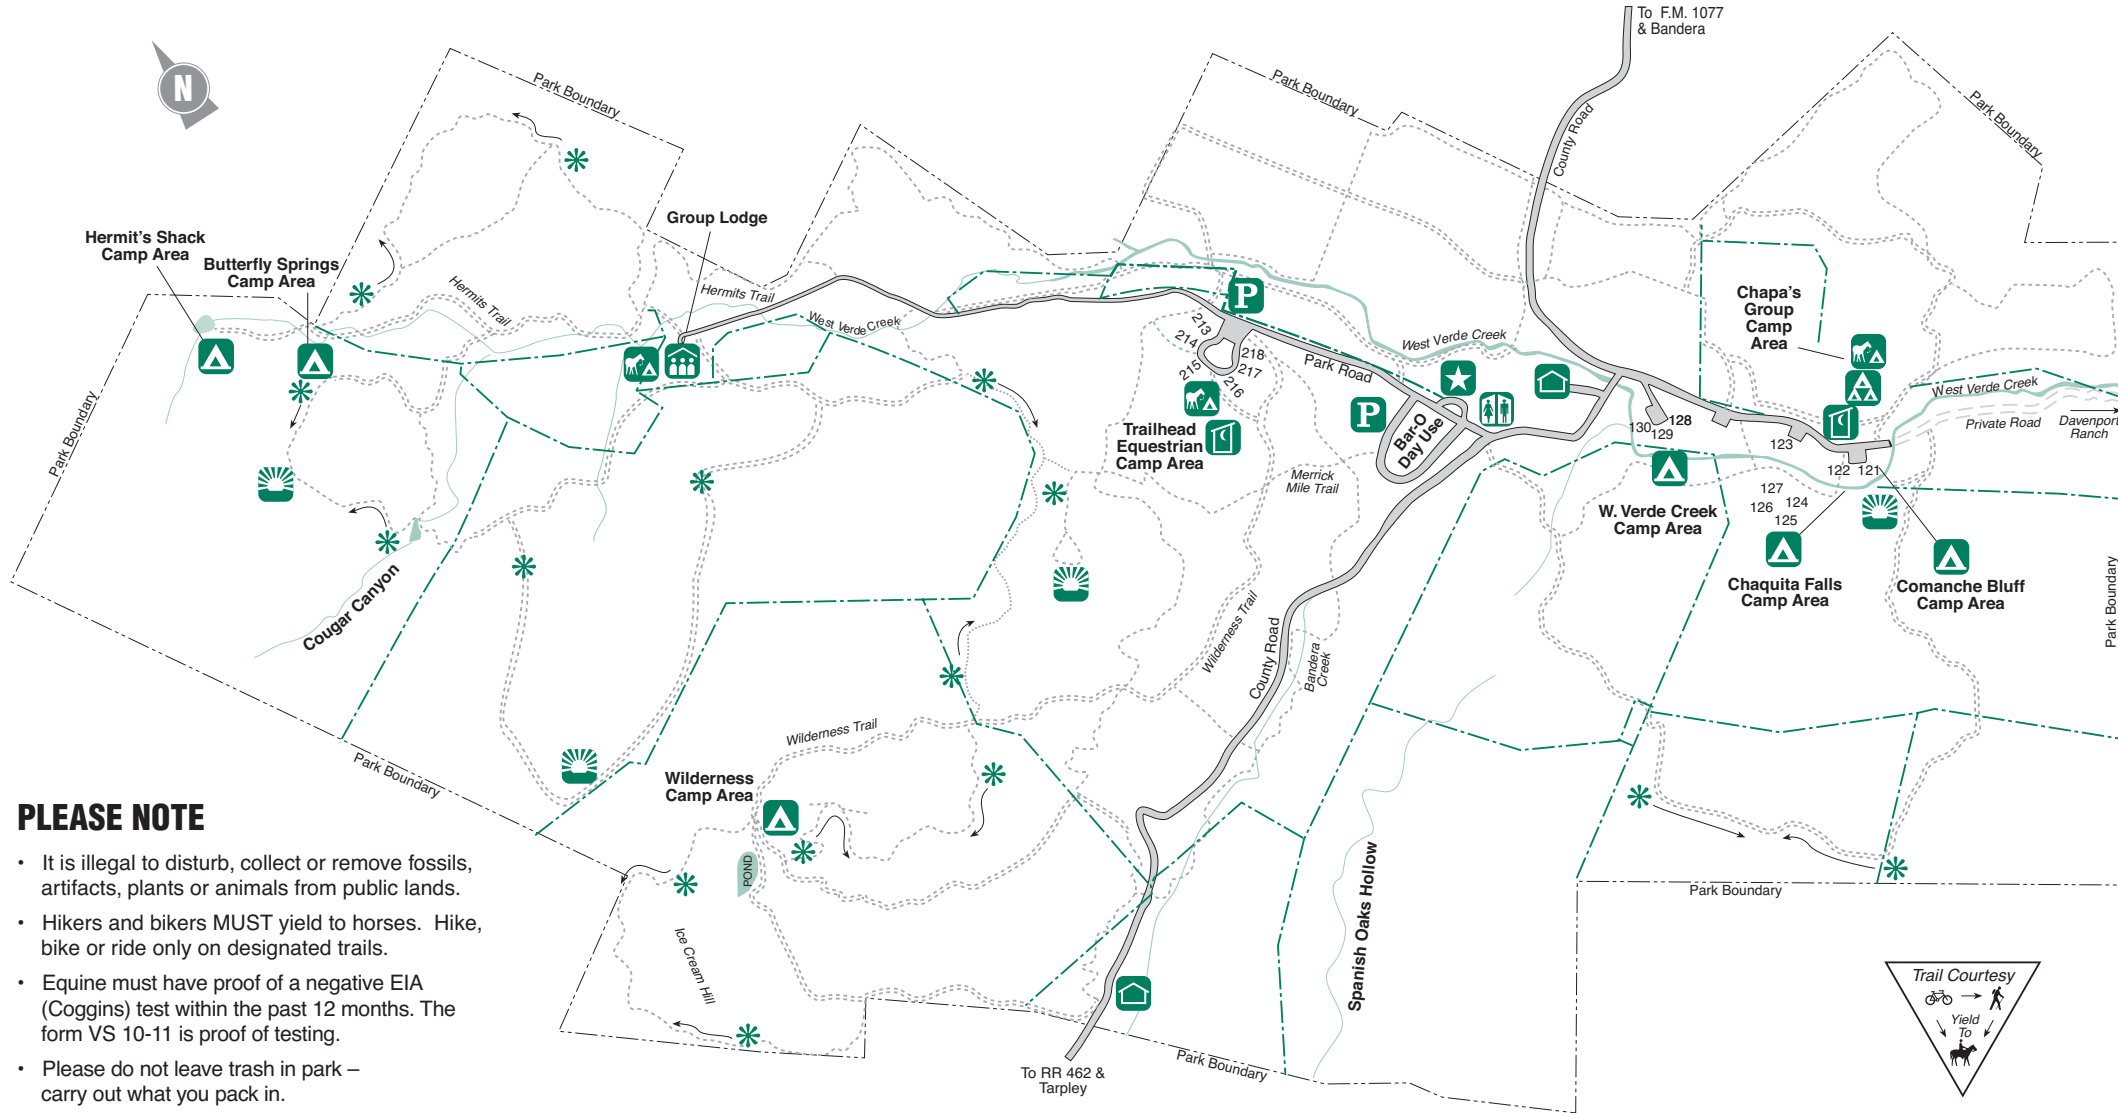 To F.M. 1077
& Bandera
N
Park Boundary
Park Boundary
Park Boundary
County Road
Group Lodge
Hermit's Shack
Camp Area
Butterfly Springs
Camp Area
Hermits Trail
Hermits Trail
West Verde Creek
P
213
214
215
216
217
218
Park Road
West Verde Creek
Chapa's
Group
Camp
Area
West Verde Creek
Private Road
Davenport
Ranch
Trailhead
Equestrian
Camp Area
P
Bar-O
Day Use
Merrick
Mile Trail
130
129
128
123
122
121
127
126
124
125
W. Verde Creek
Camp Area
Chaquita Falls
Camp Area
Comanche Bluff
Camp Area
Park Boundary
Park Boundary
Cougar Canyon
Wilderness Trail
County Road
Bandera
Creek
Wilderness Trail
Park Boundary
Wilderness
Camp Area
POND
Ice Cream Hill
Spanish Oaks Hollow
Park Boundary
Park Boundary
To RR 462 &
Tarpley
PLEASE NOTE
• It is illegal to disturb, collect or remove fossils,
artifacts, plants or animals from public lands.
• Hikers and bikers MUST yield to horses. Hike,
bike or ride only on designated trails.
• Equine must have proof of a negative EIA
(Coggins) test within the past 12 months. The
form VS 10-11 is proof of testing.
• Please do not leave trash in park –
carry out what you pack in.
Trail Courtesy
Yield
To